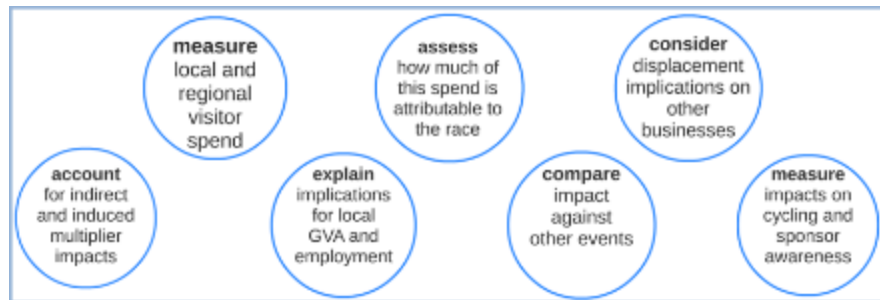 measure
local and
regional
visitor
spend
assess
how much of
this spend is
attributable to
the race
consider
displacement
implications on
other
businesses
account
for indirect
and induced
multiplier
impacts
explain
implications
for local
GVA and
employment
compare
impact
against
other events
measure
impacts on
cycling and
sponsor
awareness